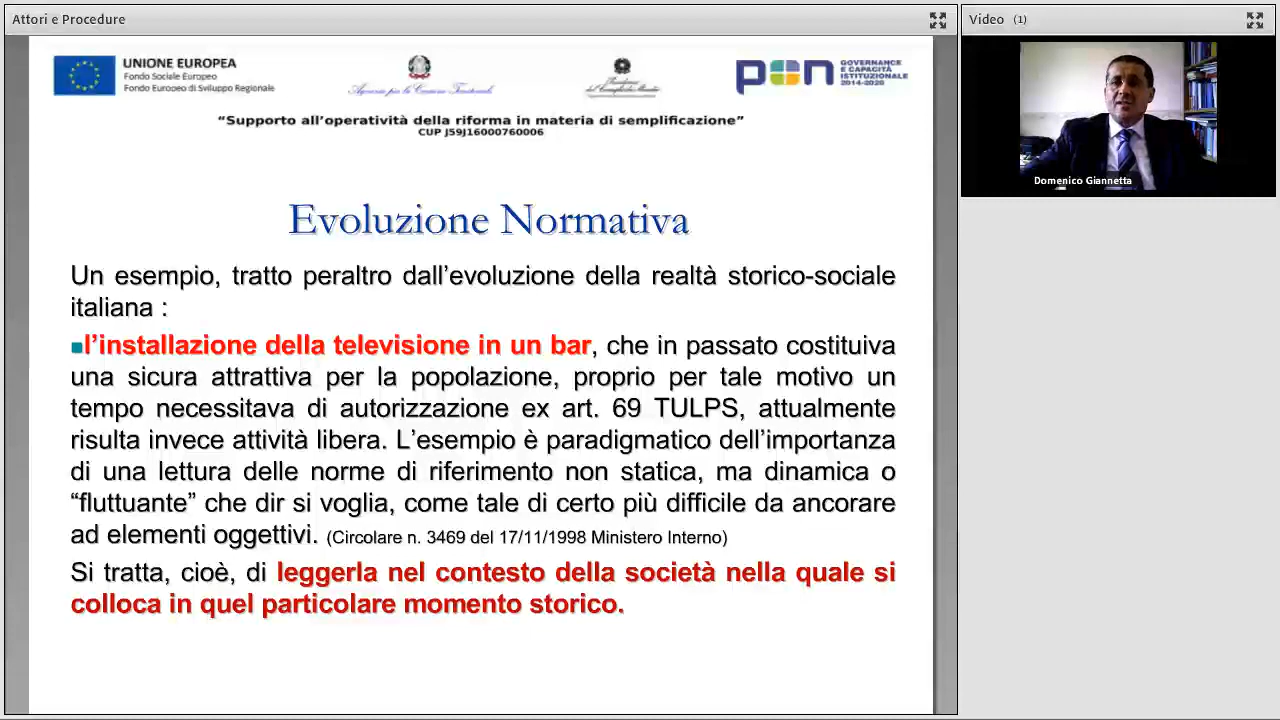 Attori e Procedure
Video (1)
UNIONE EUROPEA
Fondo Sociale Europeo
Fondo Europeo di Sviluppo Regionale
Agenzia per la Coesione Territoriale
pon GOVERNANCE
E CAPACITÀ
ISTITUZIONALE
2014-2020
“Supporto all’operatività della riforma in materia di semplificazione”
CUP J59J16000760006
Domenico Giannetta
Evoluzione Normativa
Un esempio, tratto peraltro dall’evoluzione della realtà storico-sociale
italiana :
l’installazione della televisione in un bar, che in passato costituiva
una sicura attrattiva per la popolazione, proprio per tale motivo un
tempo necessitava di autorizzazione ex art. 69 TULPS, attualmente
risulta invece attività libera. L’esempio è paradigmatico dell’importanza
di una lettura delle norme di riferimento non statica, ma dinamica o
“fluttuante” che dir si voglia, come tale di certo più difficile da ancorare
ad elementi oggettivi. (Circolare n. 3469 del 17/11/1998 Ministero Interno)
Si tratta, cioè, di leggerla nel contesto della società nella quale si
colloca in quel particolare momento storico.